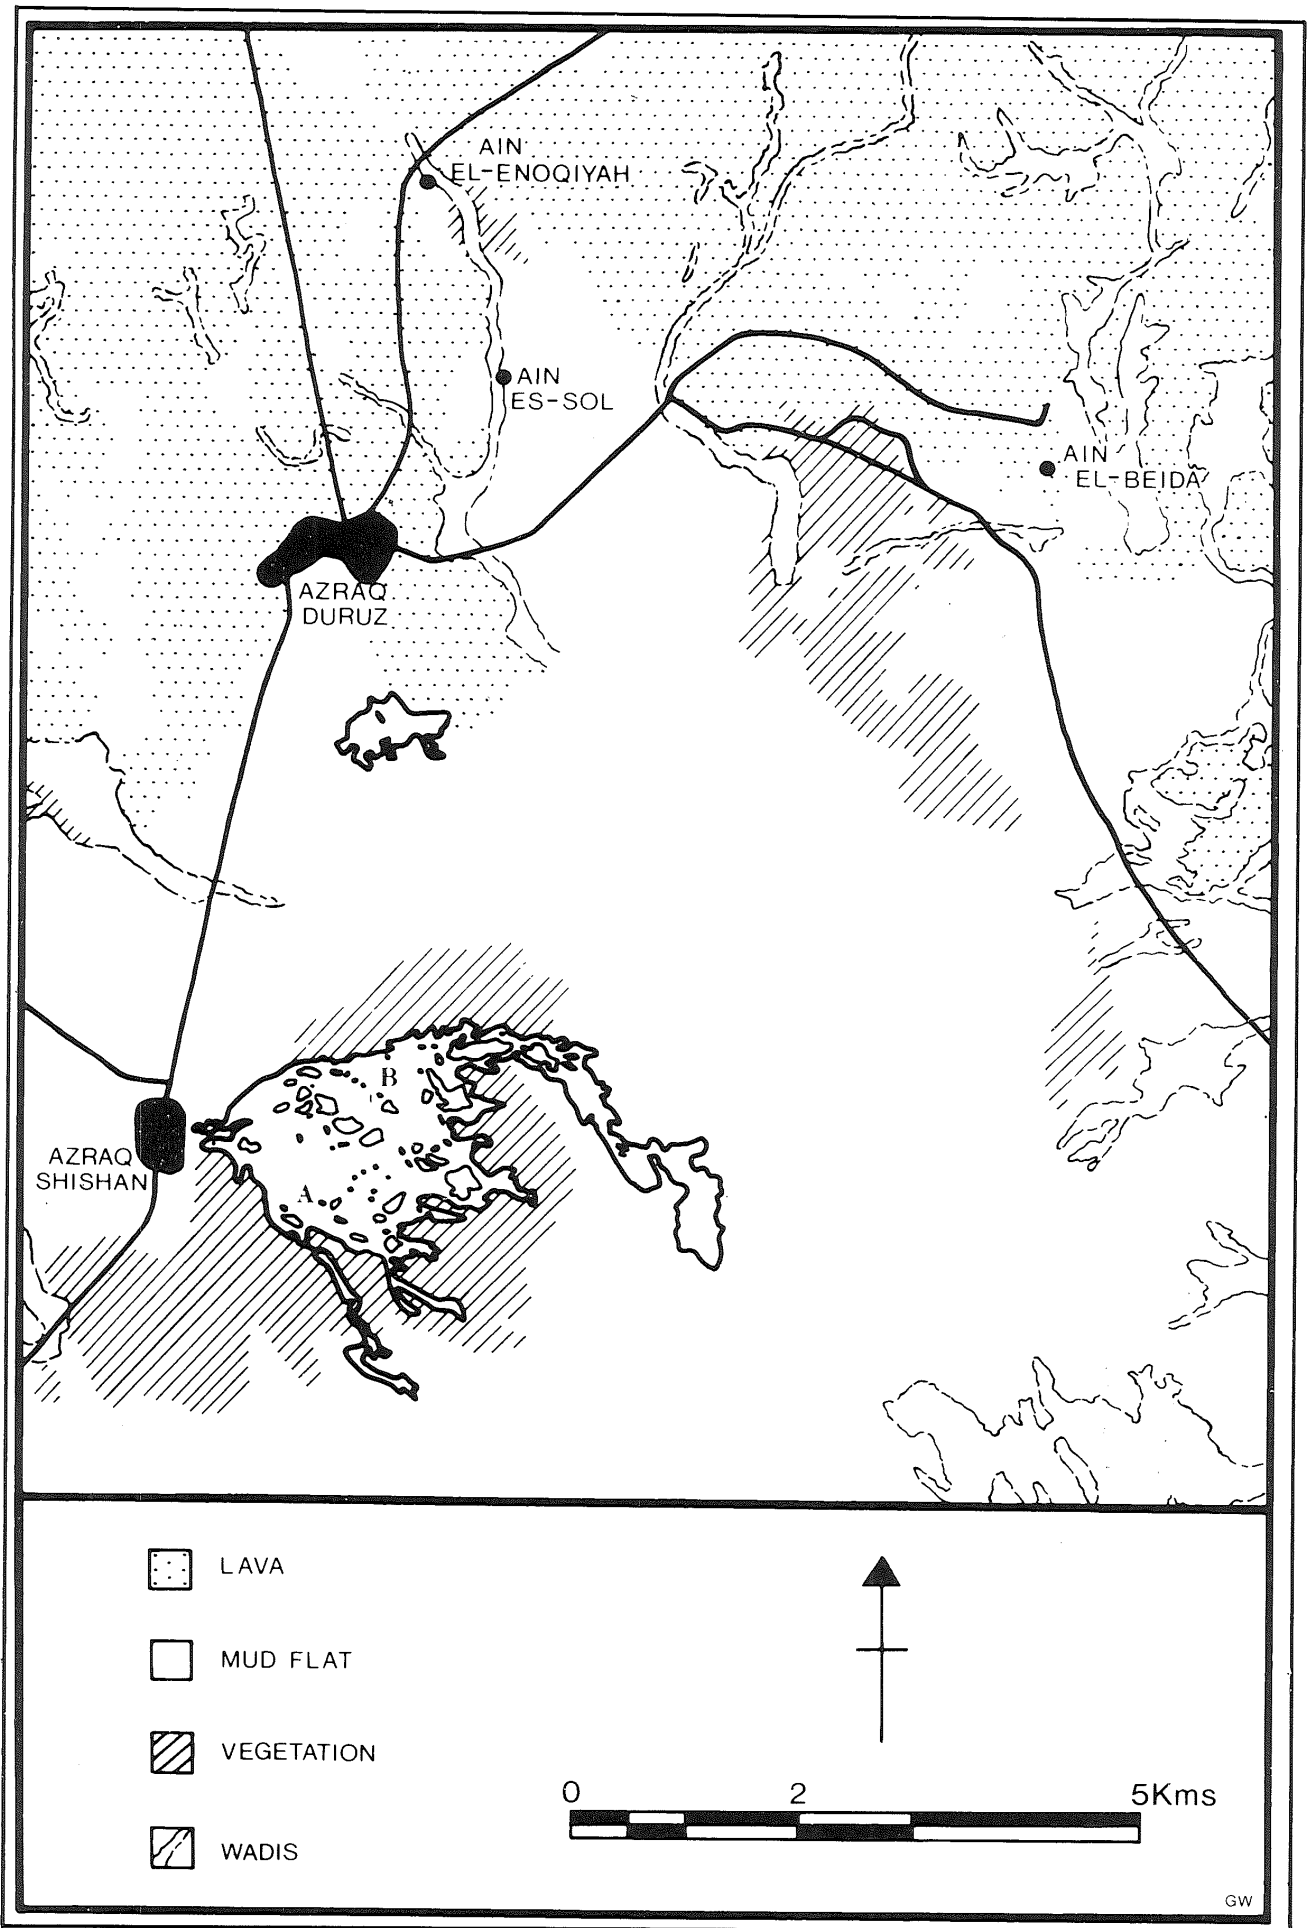 AIN
EL-ENOQIYAH
AIN
ES-SOL
AIN
EL-BEIDA
AZRAQ
DURUZ
B
AZRAQ
SHISHAN
A
LAVA
MUD FLAT
VEGETATION
WADIS
0 2 5Kms
GW